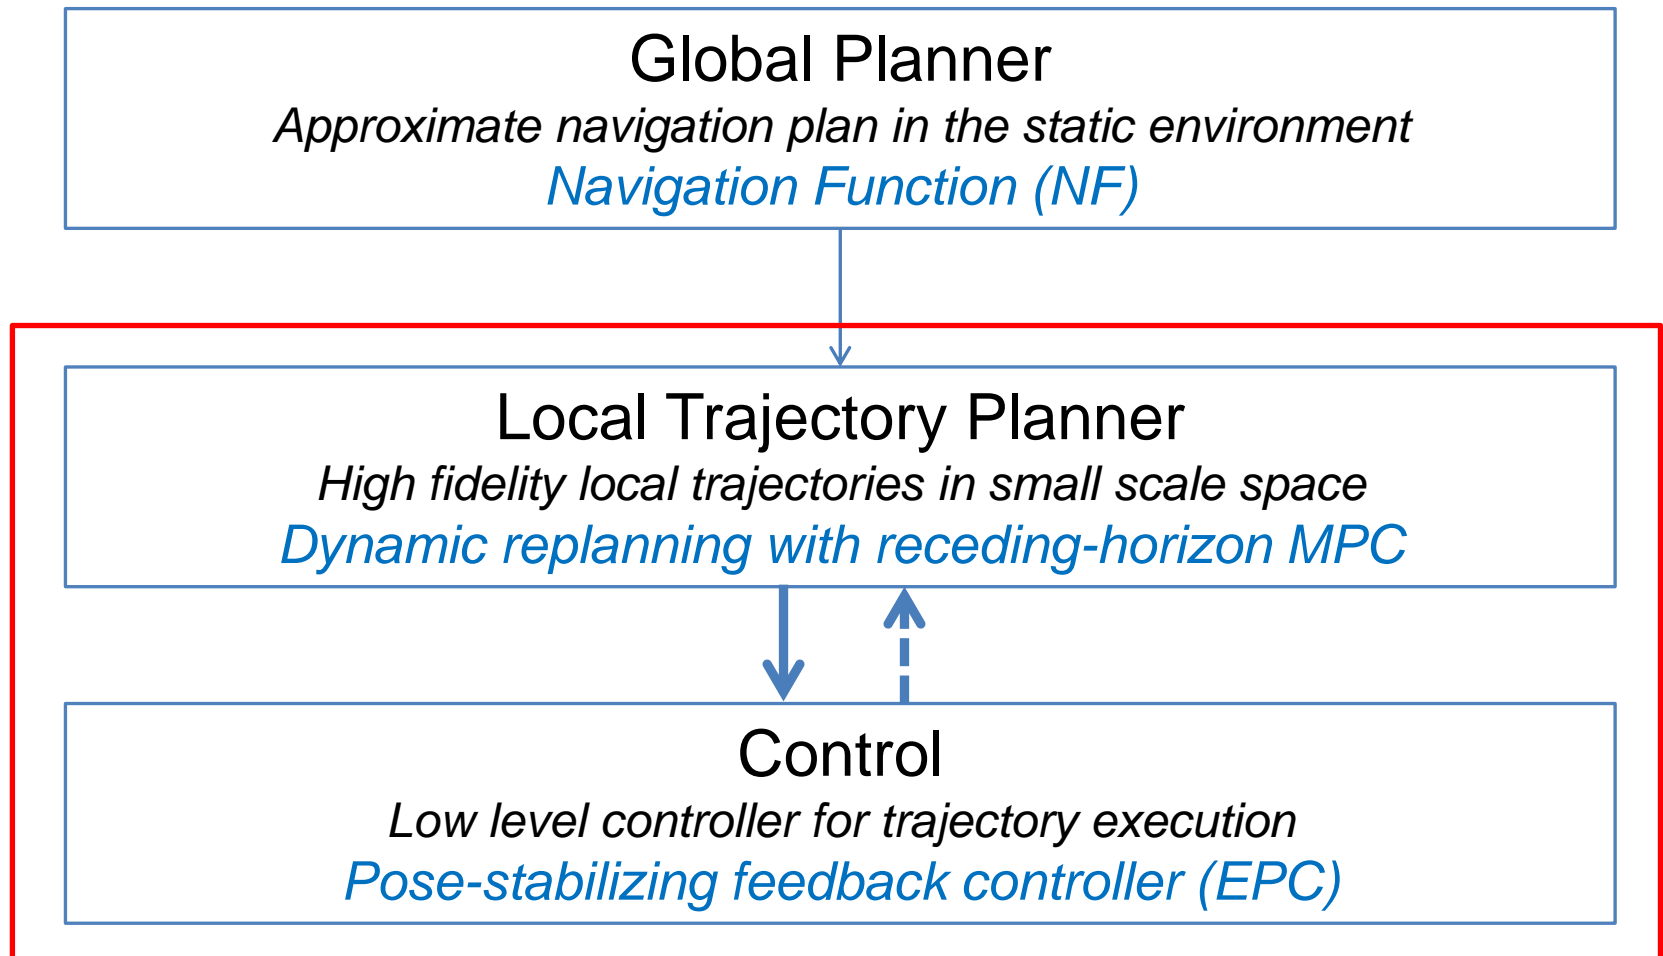 Global Planner
Approximate navigation plan in the static environment
Navigation Function (NF)
Local Trajectory Planner
High fidelity local trajectories in small scale space
Dynamic replanning with receding-horizon MPC
Control
Low level controller for trajectory execution
Pose-stabilizing feedback controller (EPC)